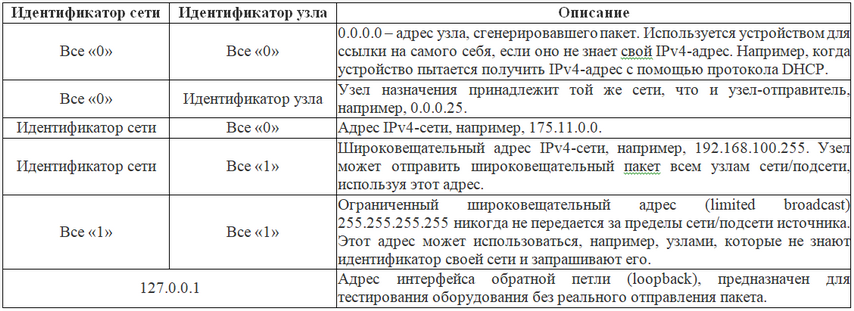 Идентификатор сети Идентификатор узла Описание
Все «0» Все «0» 0.0.0.0 – адрес узла, сгенерировавшего пакет. Используется устройством для
ссылки на самого себя, если оно не знает свой IPv4-адрес. Например, когда
устройство пытается получить IPv4-адрес с помощью протокола DHCP.
Все «0» Идентификатор узла Узел назначения принадлежит той же сети, что и узел-отправитель,
например, 0.0.0.25.
Идентификатор сети Все «0» Адрес IPv4-сети, например, 175.11.0.0.
Идентификатор сети Все «1» Широковещательный адрес IPv4-сети, например, 192.168.100.255. Узел
может отправить широковещательный пакет всем узлам сети/подсети,
используя этот адрес.
Все «1» Все «1» Ограниченный широковещательный адрес (limited broadcast)
255.255.255.255 никогда не передается за пределы сети/подсети источника.
Этот адрес может использоваться, например, узлами, которые не знают
идентификатор своей сети и запрашивают его.
127.0.0.1 Адрес интерфейса обратной петли (loopback), предназначен для
тестирования оборудования без реального отправления пакета.